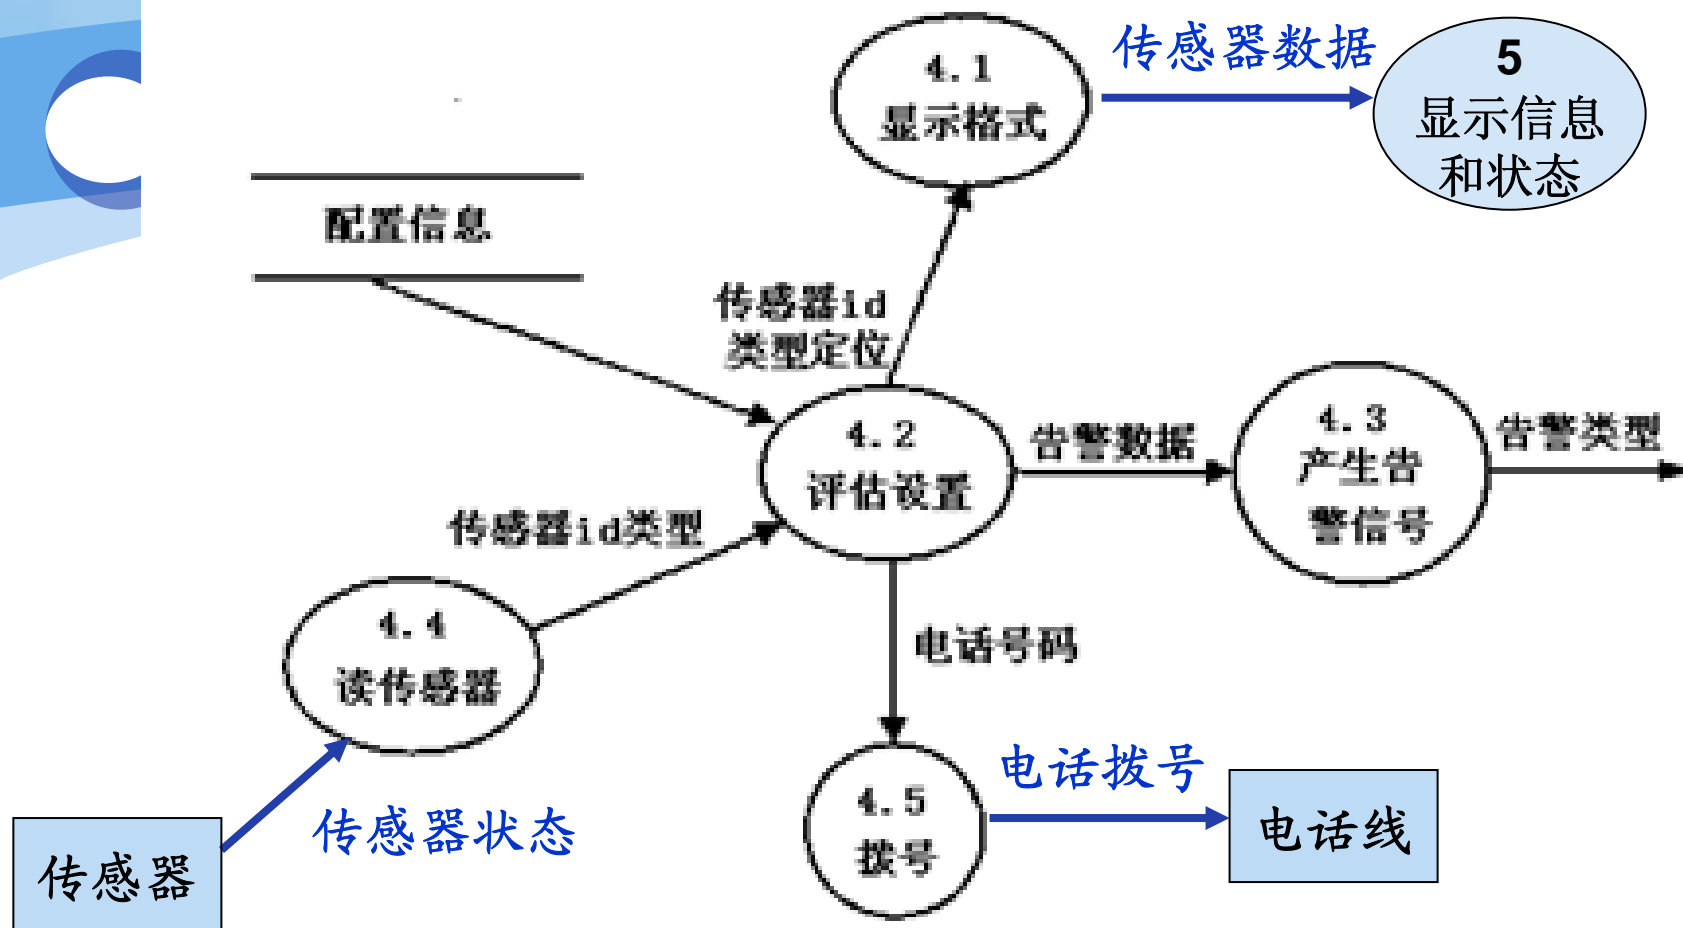 4.1
显示格式
传感器数据
5
显示信息
和状态
配置信息
传感器id
类型定位
4.2
评估设置
告警数据
4.3
产生告
警信号
告警类型
传感器id类型
4.4
读传感器
电话号码
传感器
传感器状态
4.5
拨号
电话拨号
电话线